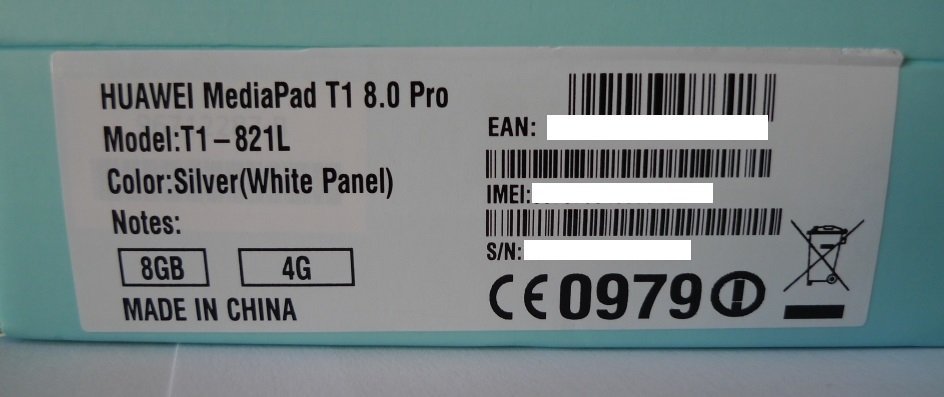 HUAWEI MediaPad T1 8.0 Pro
Model:T1-821L
Color:Silver(White Panel)
Notes:
8GB 4G
MADE IN CHINA
EAN:
IMEI:
S/N:
CE0979